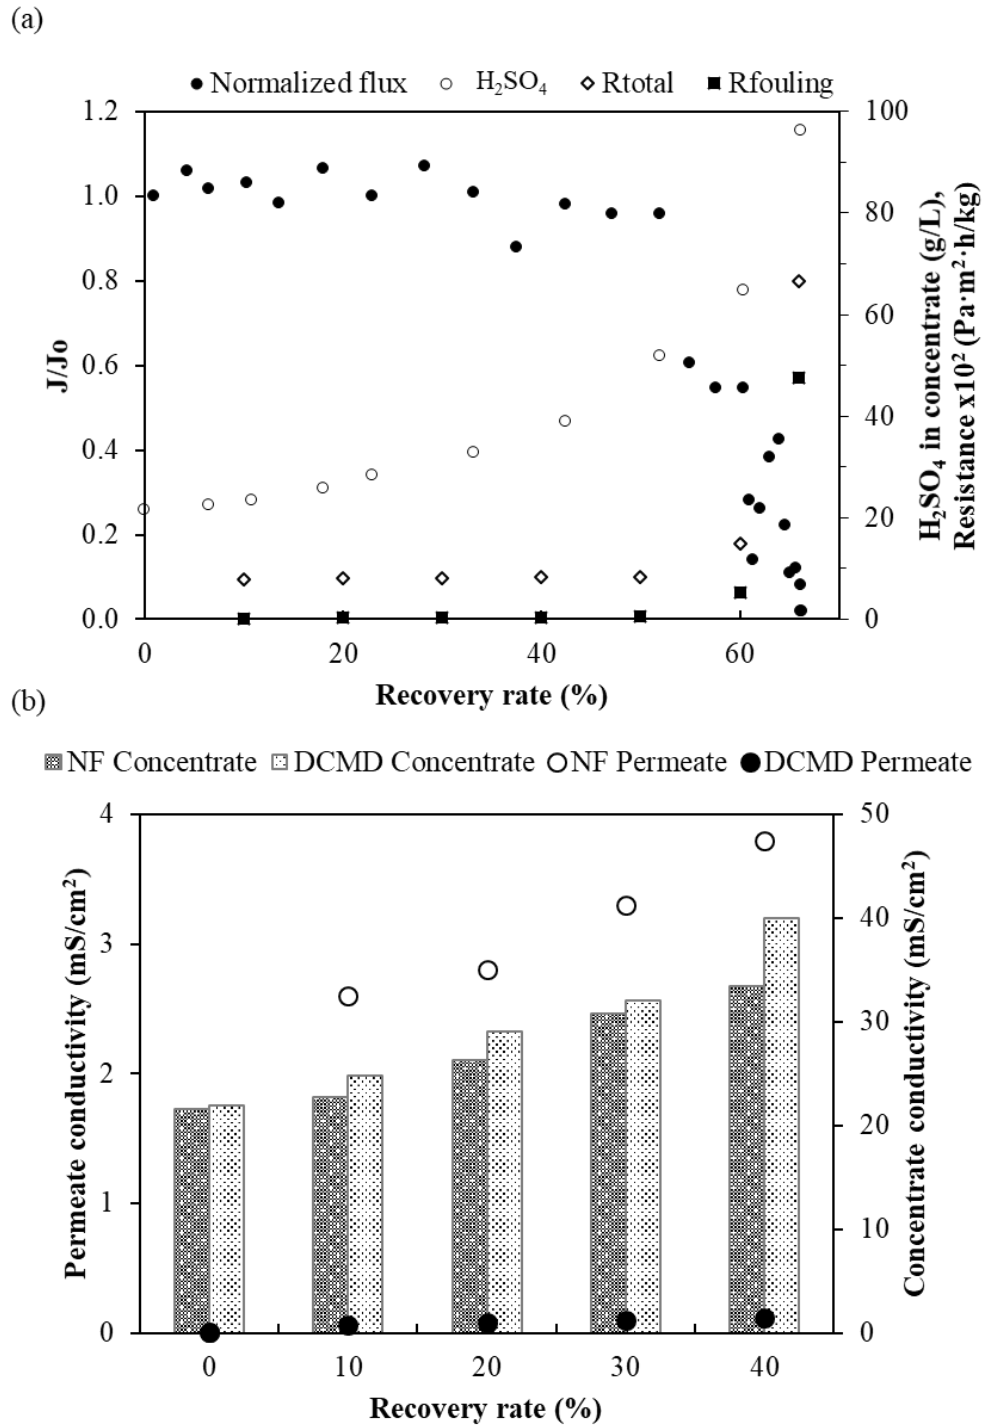 (a)
Normalized flux H₂SO₄ Rtotal Rfouling
1.2
1.0
0.8
0.6
0.4
0.2
0.0
J/Jo
100
80
60
40
20
0
H₂SO₄ in concentrate (g/L),
Resistance x10² (Pa·m²·h/kg)
0 20 40 60
Recovery rate (%)
(b)
NF Concentrate DCMD Concentrate NF Permeate DCMD Permeate
4
3
2
1
0
Permeate conductivity (mS/cm²)
50
40
30
20
10
0
Concentrate conductivity (mS/cm²)
0 10 20 30 40
Recovery rate (%)